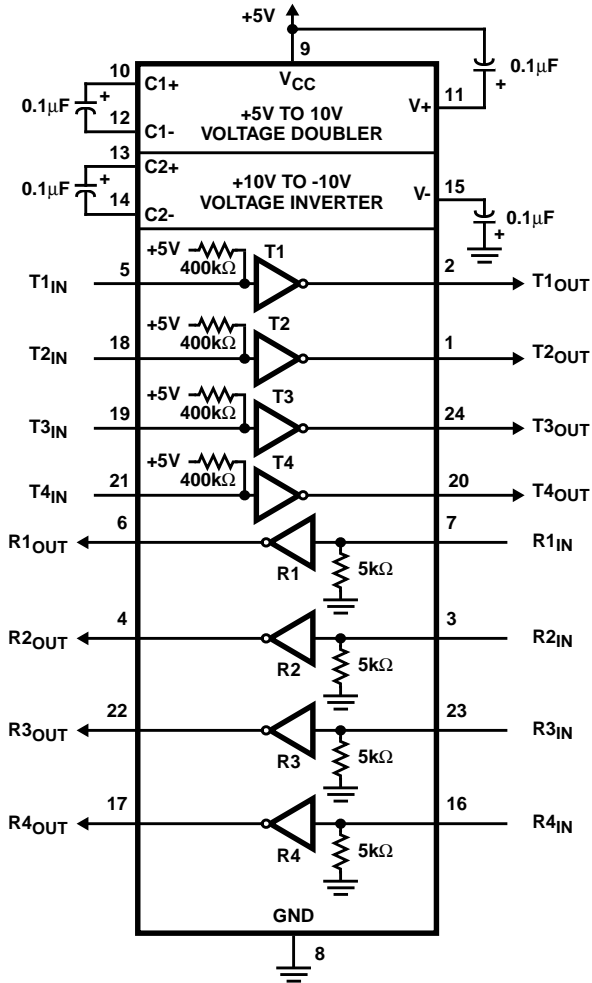 +5V
9
10
C1+
VCC
0.1µF
+
0.1µF
+
V+
11
+5V TO 10V
VOLTAGE DOUBLER
12
C1-
13
C2+
0.1µF
+
+10V TO -10V
VOLTAGE INVERTER
V-
15
14
C2-
0.1µF
+
+5V
400kΩ
T1
T1IN
5
2
T1OUT
+5V
400kΩ
T2
T2IN
18
1
T2OUT
+5V
400kΩ
T3
T3IN
19
24
T3OUT
+5V
400kΩ
T4
T4IN
21
20
T4OUT
R1OUT
6
7
R1IN
R1
5kΩ
R2OUT
4
3
R2IN
R2
5kΩ
R3OUT
22
23
R3IN
R3
5kΩ
R4OUT
17
16
R4IN
R4
5kΩ
GND
8